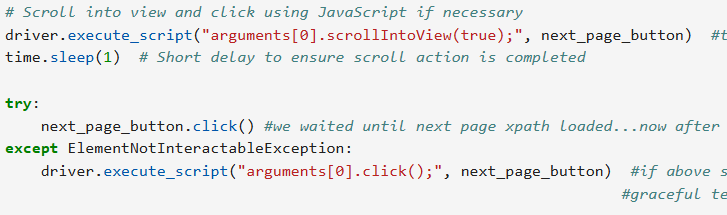 # Scroll into view and click using JavaScript if necessary
driver.execute_script("arguments[0].scrollIntoView(true);", next_page_button)  #t
time.sleep(1)  # Short delay to ensure scroll action is completed
try:
    next_page_button.click() #we waited until next page xpath loaded...now after
except ElementNotInteractableException:
    driver.execute_script("arguments[0].click();", next_page_button)  #if above s
#graceful te